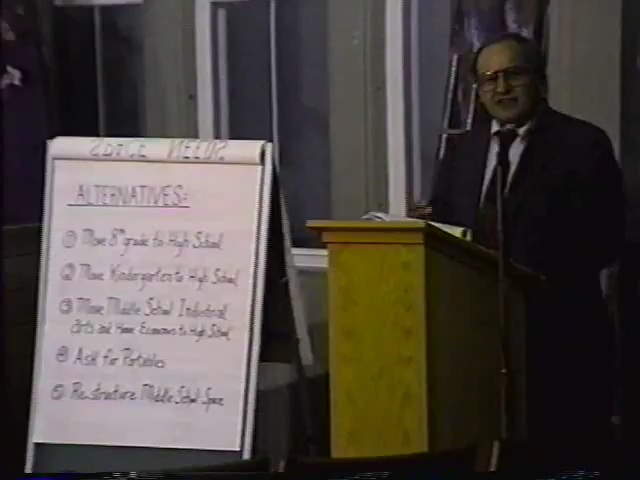 SPACE NEEDS
ALTERNATIVES:
① Move 8th grade to High School
② Move Kindergarten to High School
③ Move Middle School Industrial
Arts and Home Economics to High School
④ Ask for Portables
⑤ Restructure Middle School Space